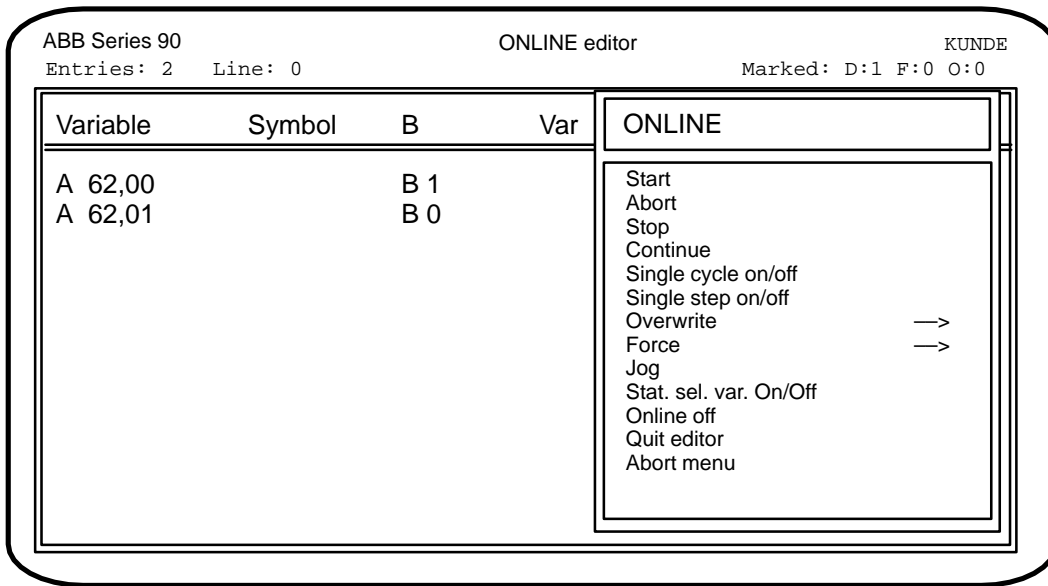 ABB Series 90 ONLINE editor KUNDE
Entries: 2 Line: 0 Marked: D:1 F:0 O:0
Variable Symbol B Var
A 62,00 B 1
A 62,01 B 0
ONLINE
Start
Abort
Stop
Continue
Single cycle on/off
Single step on/off
Overwrite —>
Force —>
Jog
Stat. sel. var. On/Off
Online off
Quit editor
Abort menu